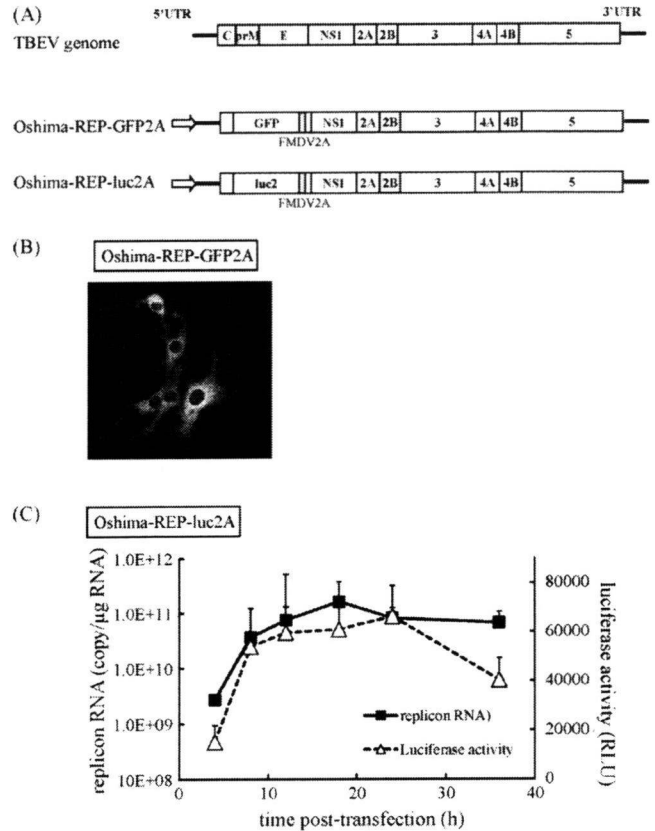 (A)
5'UTR
3'UTR
TBEV genome
C prM E NS1 2A 2B 3 4A 4B 5
Oshima-REP-GFP2A
GFP NS1 2A 2B 3 4A 4B 5
FMDV2A
Oshima-REP-luc2A
luc2 NS1 2A 2B 3 4A 4B 5
FMDV2A
(B)
Oshima-REP-GFP2A
(C)
Oshima-REP-luc2A
replicon RNA (copy/µg RNA)
1.0E+12
1.0E+11
1.0E+10
1.0E+09
10E+08
80000
60000
40000
20000
0
luciferase activity (RLU)
replicon RNA)
Luciferase activity
0 10 20 30 40
time post-transfection (h)